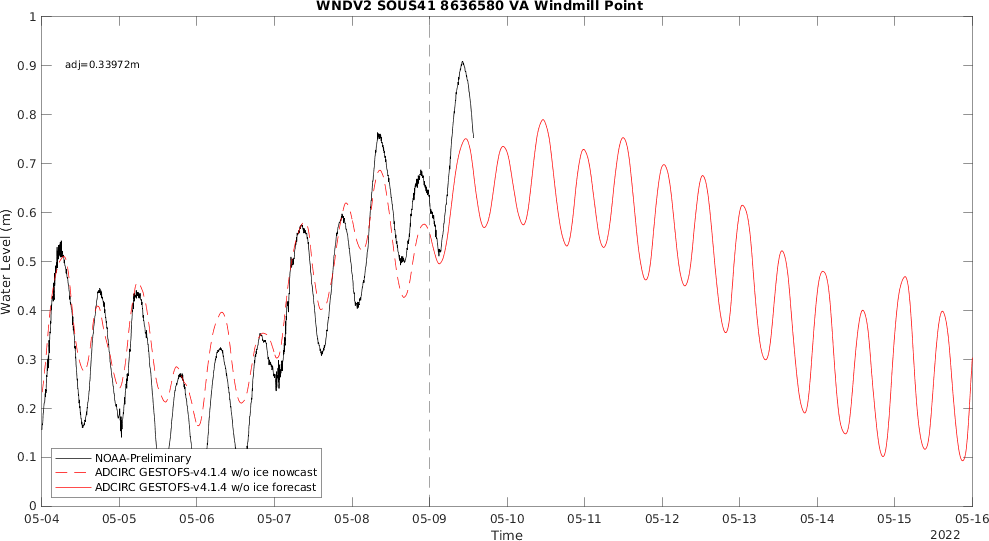 WNDV2 SOUS41 8636580 VA Windmill Point
1
0.9
0.8
0.7
0.6
0.5
0.4
0.3
0.2
0.1
0
Water Level (m)
adj=0.33972m
NOAA-Preliminary
ADCIRC GESTOFS-v4.1.4 w/o ice nowcast
ADCIRC GESTOFS-v4.1.4 w/o ice forecast
05-04 05-05 05-06 05-07 05-08 05-09 05-10 05-11 05-12 05-13 05-14 05-15 05-16
Time
2022